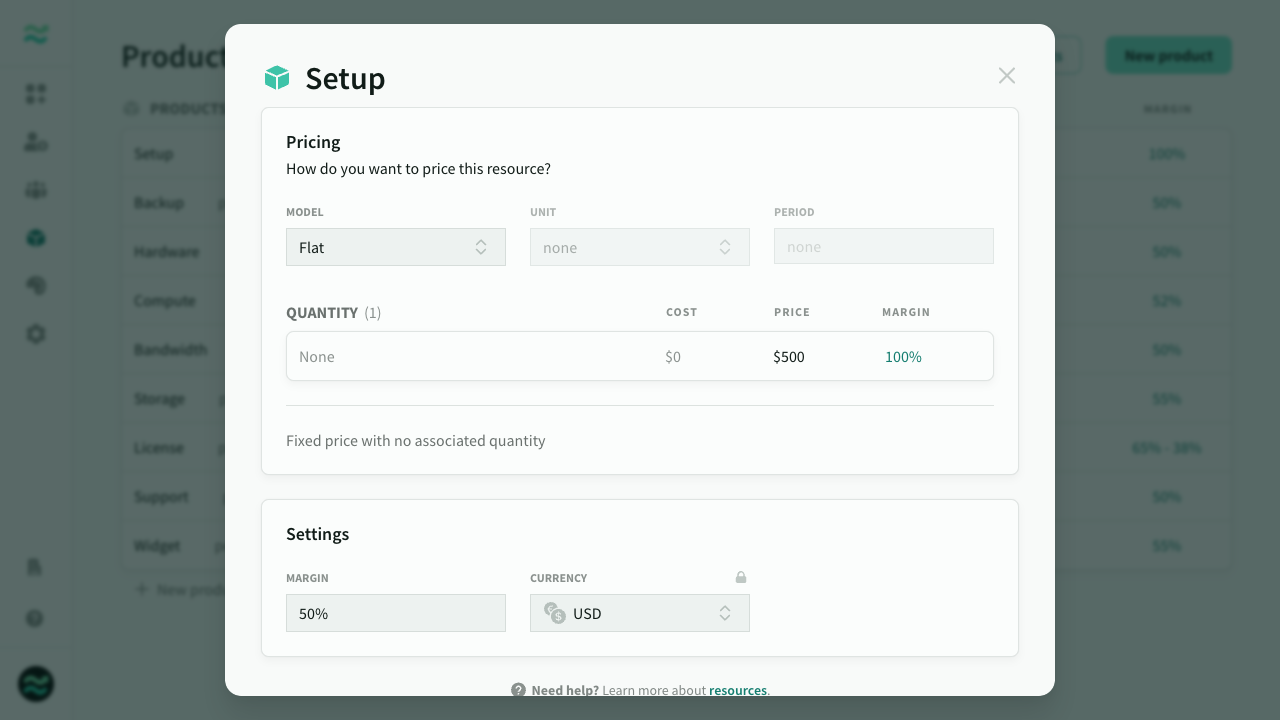 Product
New product
PRODUCTS
MARGIN
Setup
100%
Backup
50%
Hardware
50%
Compute
52%
Bandwidth
50%
Storage
55%
License
65% - 38%
Support
50%
Widget
55%
New produ
Setup
Pricing
How do you want to price this resource?
MODEL UNIT PERIOD
Flat none none
QUANTITY (1) COST PRICE MARGIN
None $0 $500 100%
Fixed price with no associated quantity
Settings
MARGIN CURRENCY
50% USD
Need help? Learn more about resources.